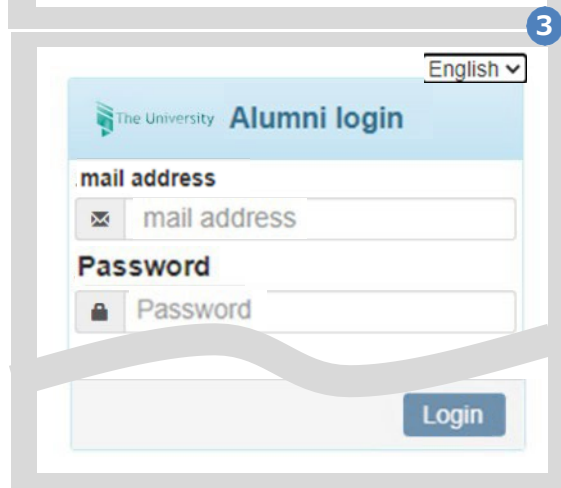 3
English
The University Alumni login
mail address
mail address
Password
Password
Login